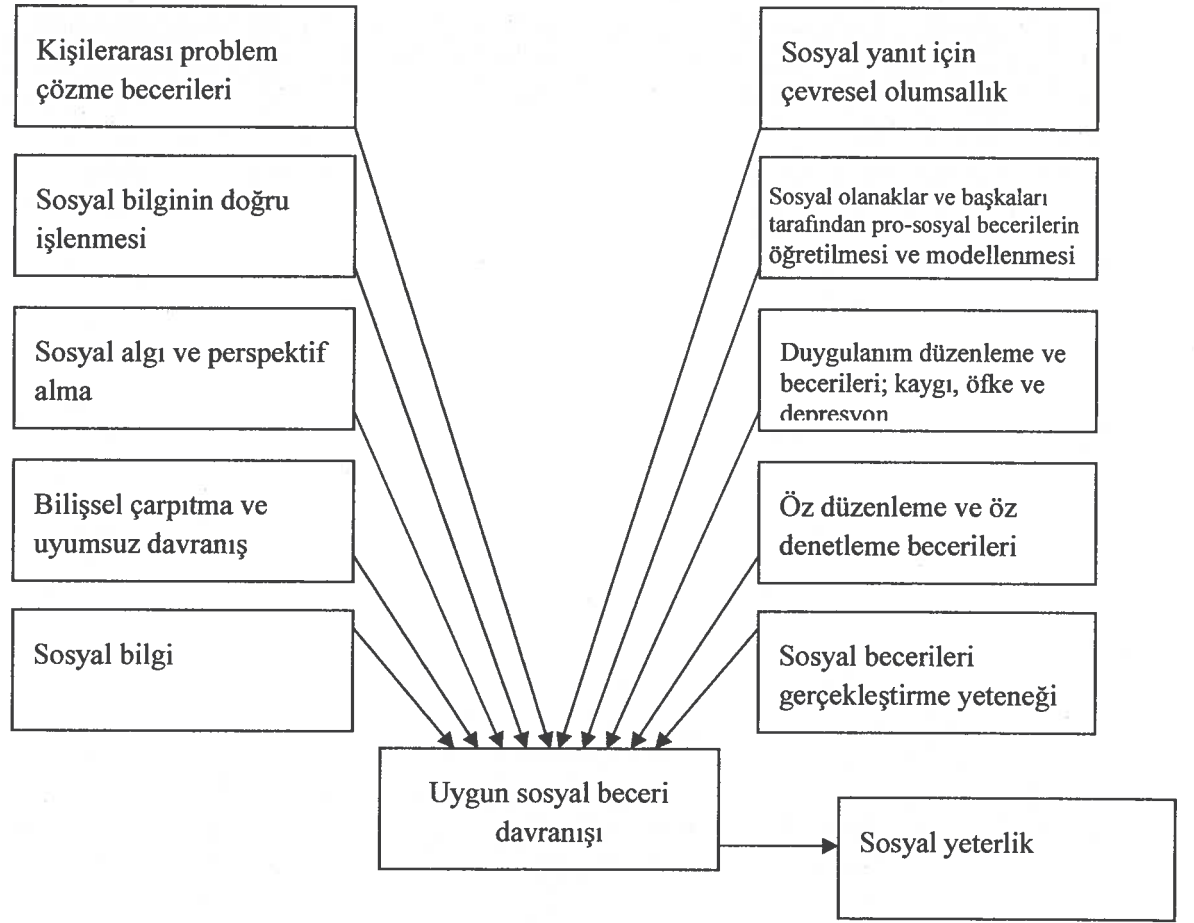 Kişilerarası problem
çözme becerileri
Sosyal bilginin doğru
işlenmesi
Sosyal algı ve perspektif
alma
Bilişsel çarpıtma ve
uyumsuz davranış
Sosyal bilgi
Sosyal yanıt için
çevresel olumsallık
Sosyal olanaklar ve başkaları
tarafından pro-sosyal becerilerin
öğretilmesi ve modellenmesi
Duygulanım düzenleme ve
becerileri; kaygı, öfke ve
depresyon
Öz düzenleme ve öz
denetleme becerileri
Sosyal becerileri
gerçekleştirme yeteneği
Uygun sosyal beceri
davranışı
Sosyal yeterlik